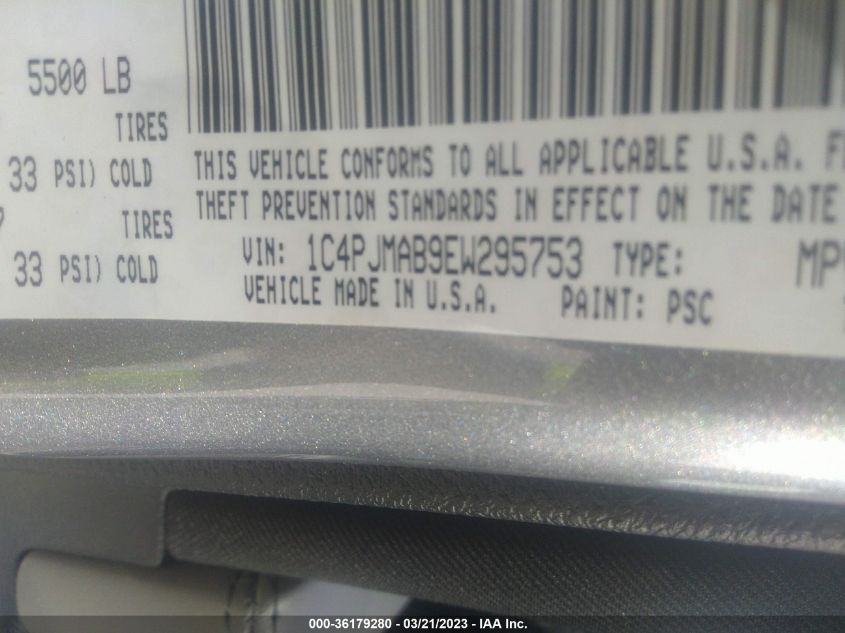 5500 LB
TIRES
33 PSI) COLD
TIRES
33 PSI) COLD
THIS VEHICLE CONFORMS TO ALL APPLICABLE U.S.A.
THEFT PREVENTION STANDARDS IN EFFECT ON THE DATE
VIN: 1C4PJMAB9EW295753 TYPE: MP
VEHICLE MADE IN U.S.A. PAINT: PSC
000-36179280 - 03/21/2023 - IAA Inc.